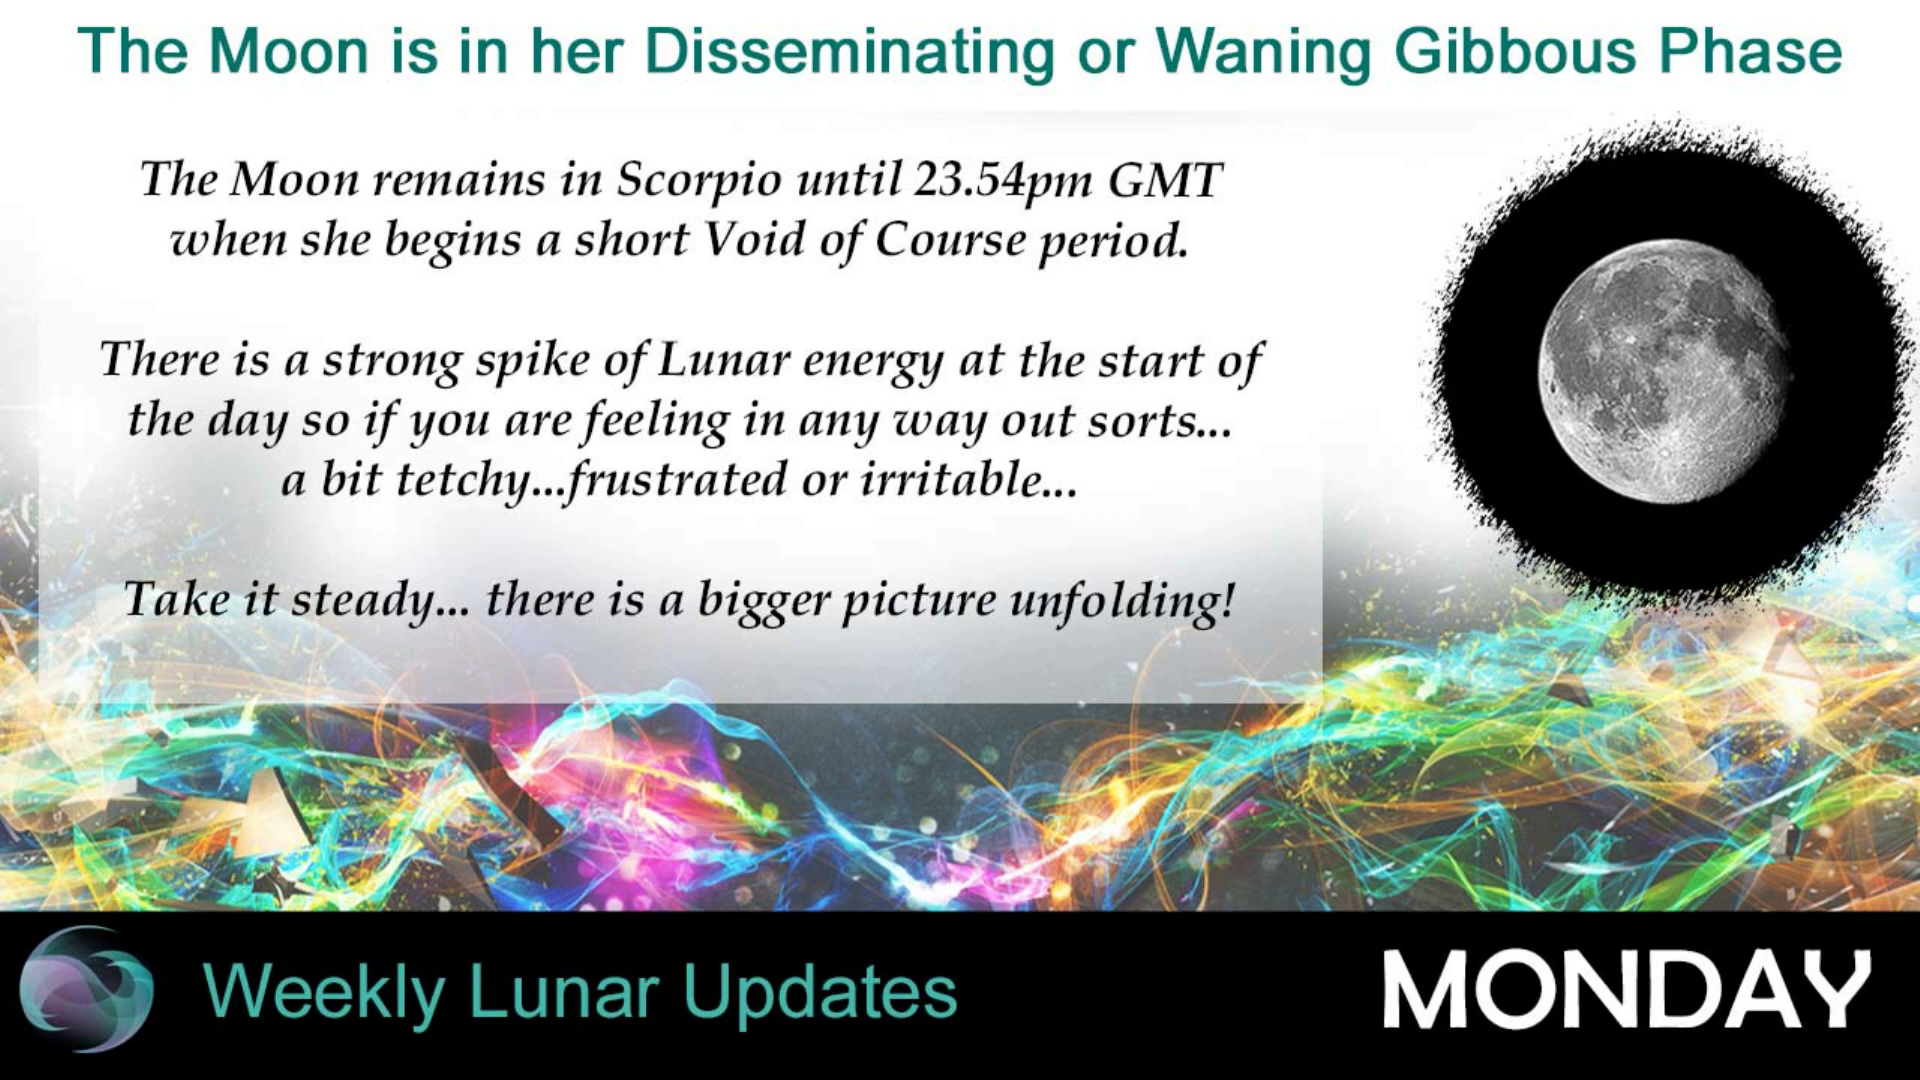 The Moon is in her Disseminating or Waning Gibbous Phase
The Moon remains in Scorpio until 23.54pm GMT
when she begins a short Void of Course period.
There is a strong spike of Lunar energy at the start of
the day so if you are feeling in any way out sorts...
a bit tetchy...frustrated or irritable...
Take it steady... there is a bigger picture unfolding!
Weekly Lunar Updates
MONDAY